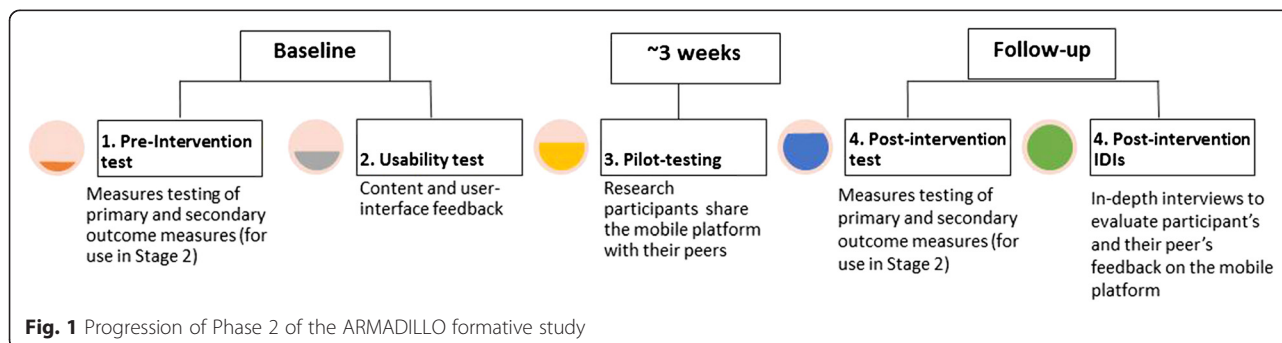 Baseline
~3 weeks
Follow-up
1. Pre-Intervention
test
Measures testing of
primary and secondary
outcome measures (for
use in Stage 2)
2. Usability test
Content and user-
interface feedback
3. Pilot-testing
Research
participants share
the mobile platform
with their peers
4. Post-intervention
test
Measures testing of
primary and secondary
outcome measures (for
use in Stage 2)
4. Post-intervention
IDIs
In-depth interviews to
evaluate participant's
and their peer's
feedback on the mobile
platform
Fig. 1 Progression of Phase 2 of the ARMADILLO formative study